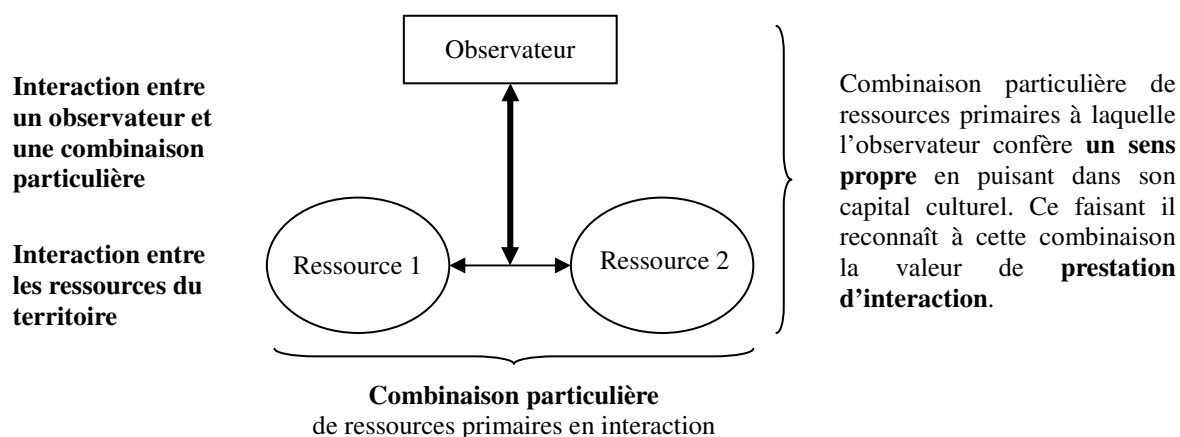 Observateur
Interaction entre
un observateur et
une combinaison
particulière
Interaction entre
les ressources du
territoire
Ressource 1
Ressource 2
Combinaison particulière de
ressources primaires à laquelle
l’observateur confère un sens
propre en puisant dans son
capital culturel. Ce faisant il
reconnaît à cette combinaison
la valeur de prestation
d’interaction.
Combinaison particulière
de ressources primaires en interaction